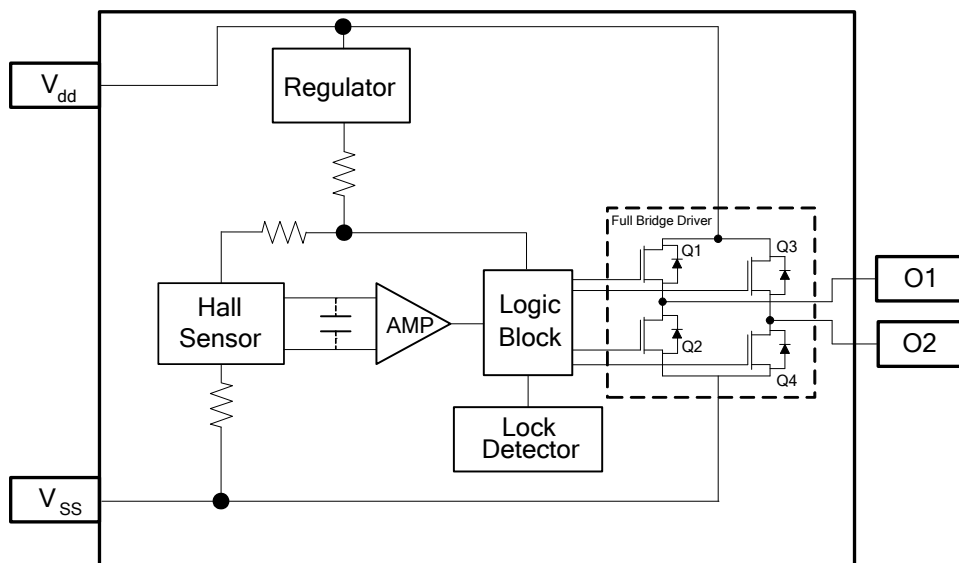 Vdd
Regulator
Full Bridge Driver
Q1
Q3
O1
Hall
Sensor
AMP
Logic
Block
O2
Q2
Q4
Lock
Detector
VSS